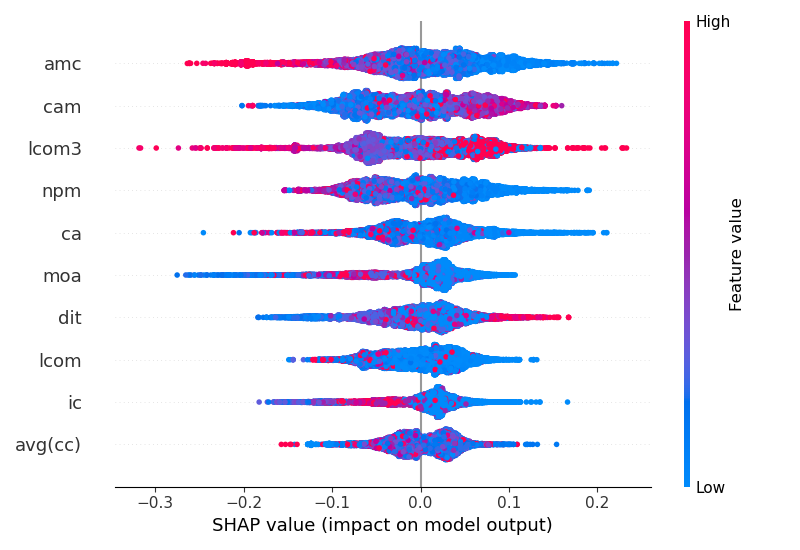 High
amc
cam
lcom3
npm
ca
moa
dit
lcom
ic
avg(cc)
Feature value
Low
−0.3 −0.2 −0.1 0.0 0.1 0.2
SHAP value (impact on model output)